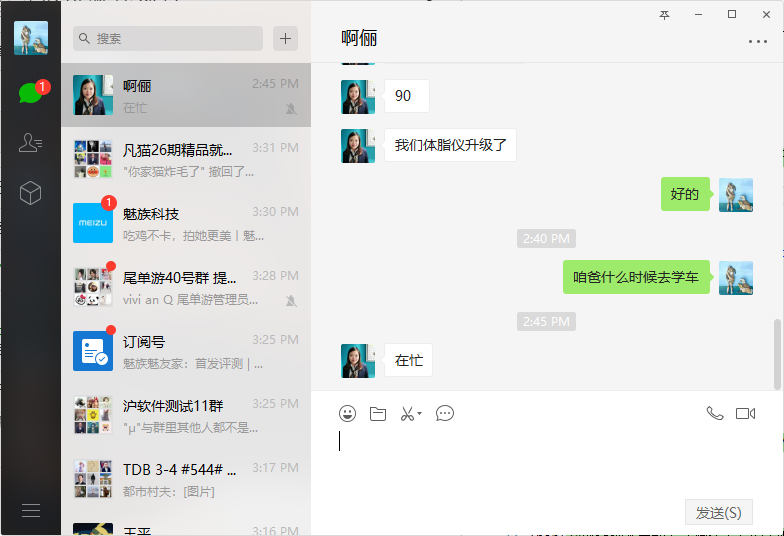 1
搜索
啊俪
2:45 PM
在忙
凡猫26期精品就...
3:31 PM
"你家猫炸毛了" 撤回了...
1
MEIZU
魅族科技
3:30 PM
吃鸡不卡，拍她更美丨魅...
尾单游40号群 提...
3:28 PM
vivi an Q 尾单游管理员...
订阅号
3:25 PM
魅族魅友家：首发评测 | ...
沪软件测试11群
3:25 PM
"μ"与群里其他人都不是...
TDB 3-4 #544# ...
3:17 PM
都市村夫：[图片]
王平
3:16 PM
啊俪
90
我们体脂仪升级了
好的
2:40 PM
咱爸什么时候去学车
2:45 PM
在忙
发送(S)